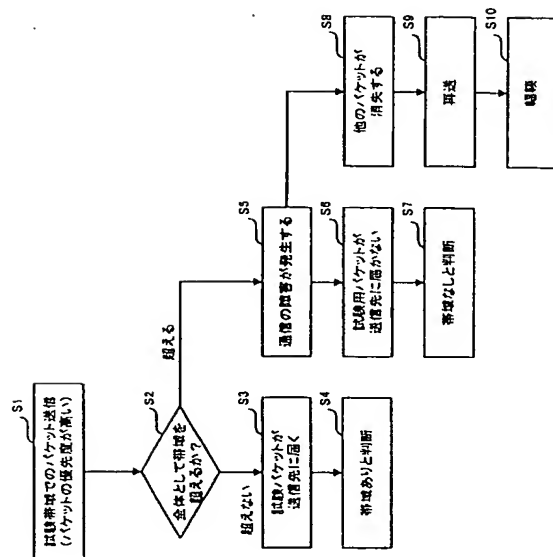 S1
試験帯域でのパケット送信
(パケットの優先度が高い)
S2
全体として帯域を
超えるか?
超えない
超える
S3
試験パケットが
送信先に届く
S4
帯域ありと判断
S5
通信の障害が発生する
S6
試験用パケットが
送信先に届かない
S7
帯域なしと判断
S8
他のパケットが
消失する
S9
再送
S10
輻輳